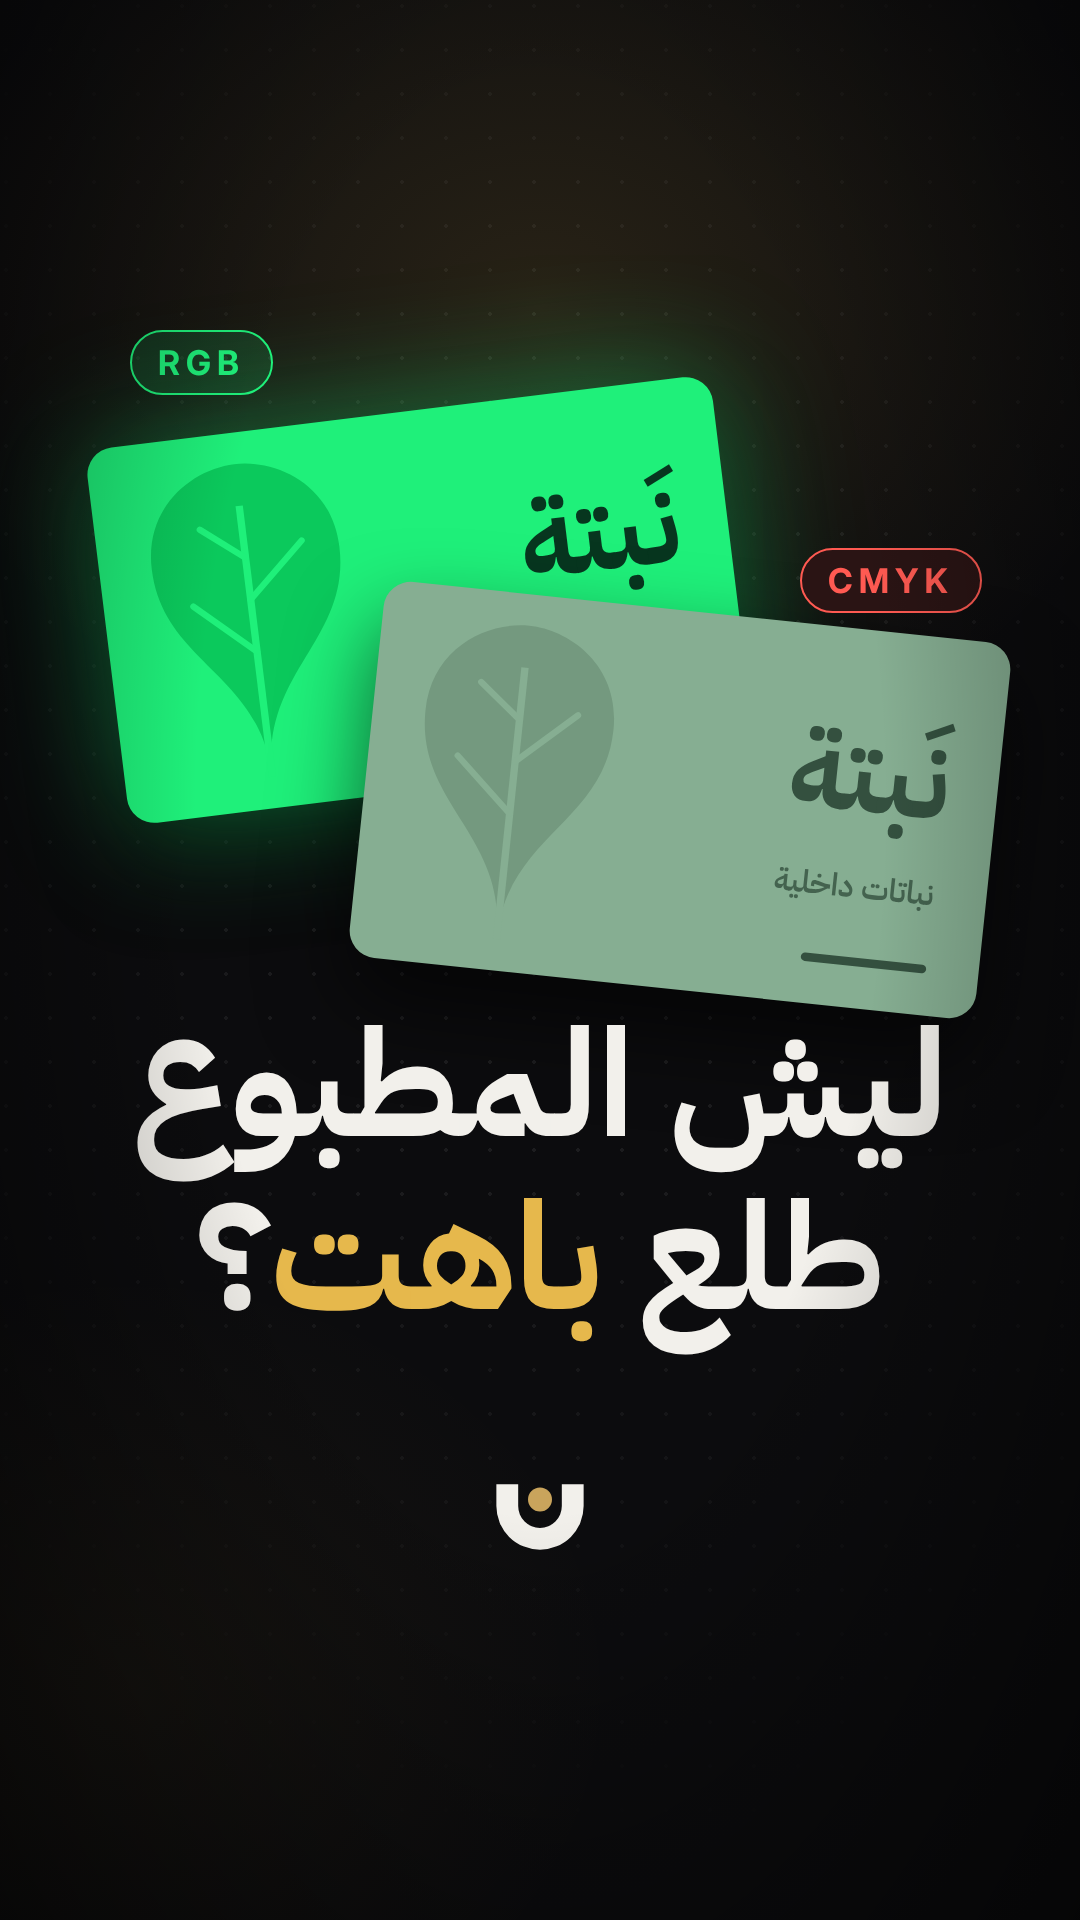 RGB
نَبتة
CMYK
نَبتة
نباتات داخلية
ليش المطبوع
طلع باهت؟